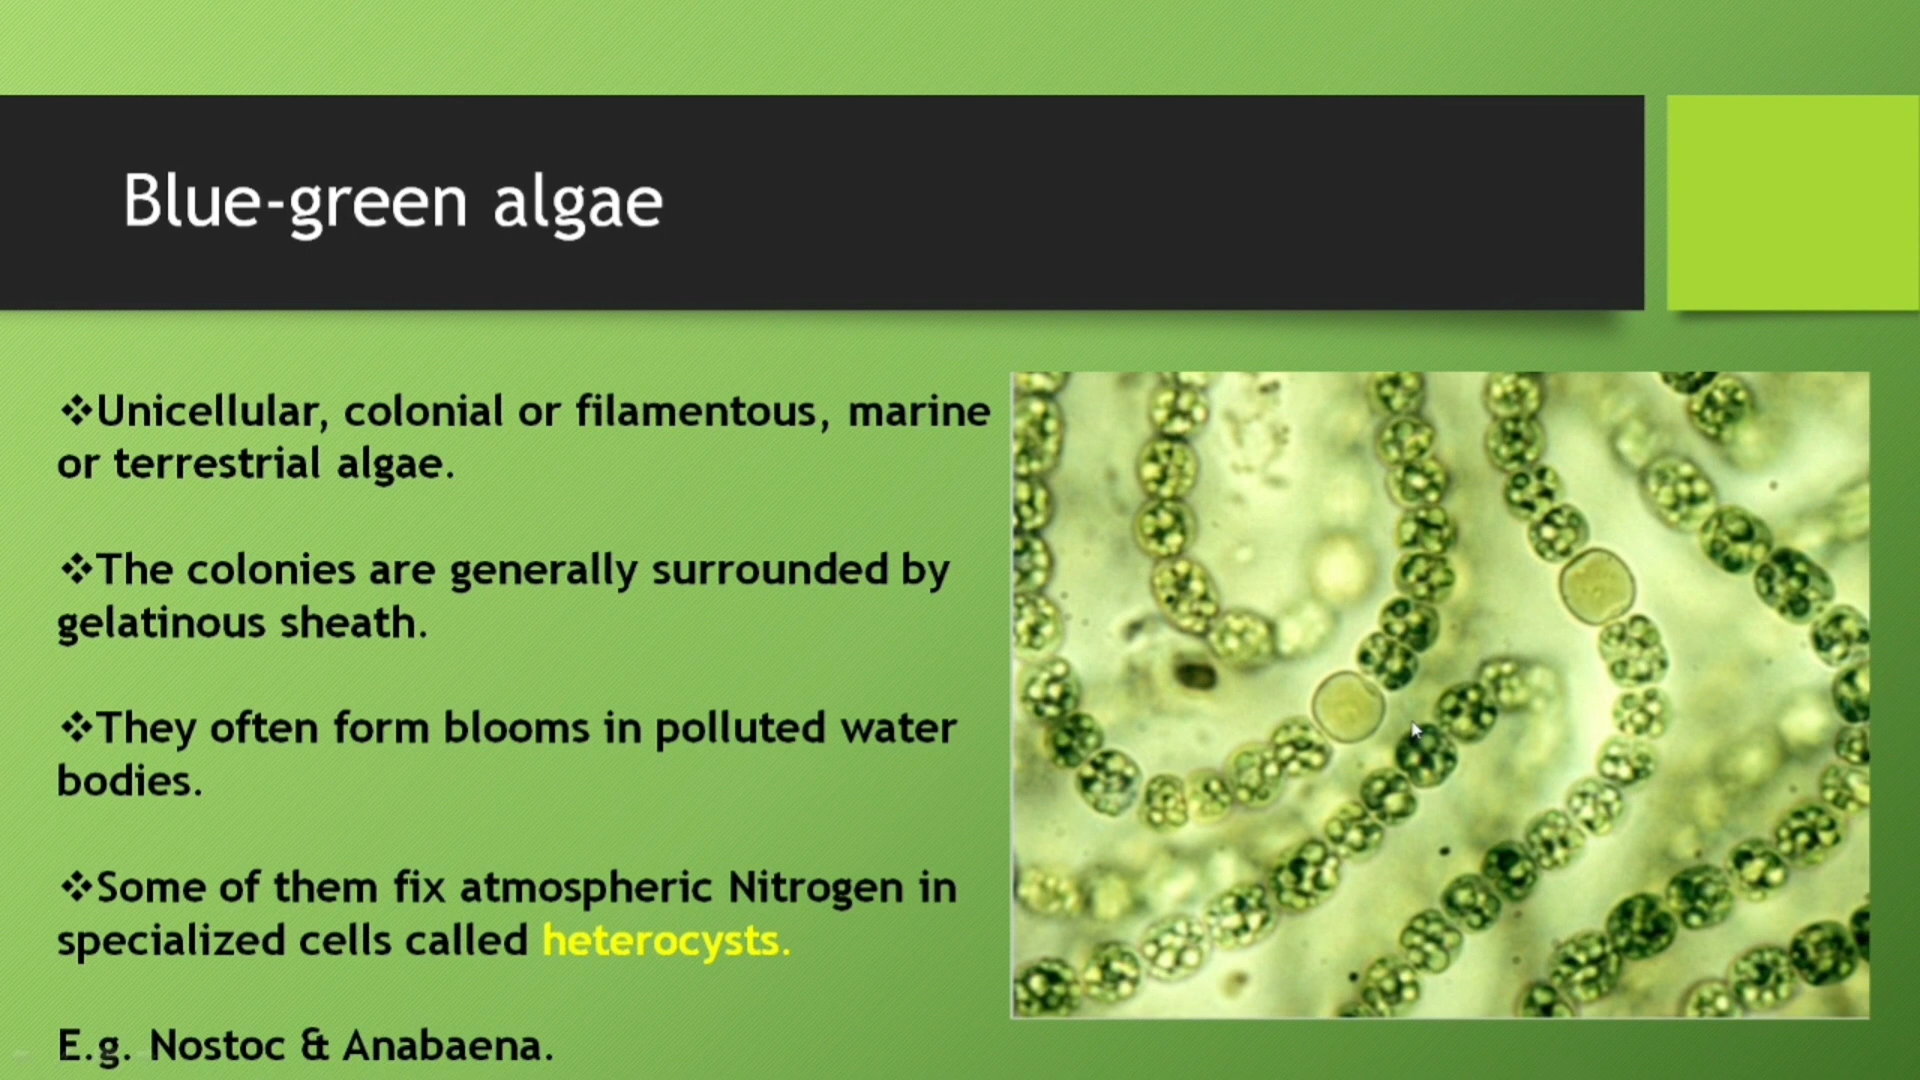 Blue-green algae
❖Unicellular, colonial or filamentous, marine
or terrestrial algae.
❖The colonies are generally surrounded by
gelatinous sheath.
❖They often form blooms in polluted water
bodies.
❖Some of them fix atmospheric Nitrogen in
specialized cells called heterocysts.
E.g. Nostoc & Anabaena.